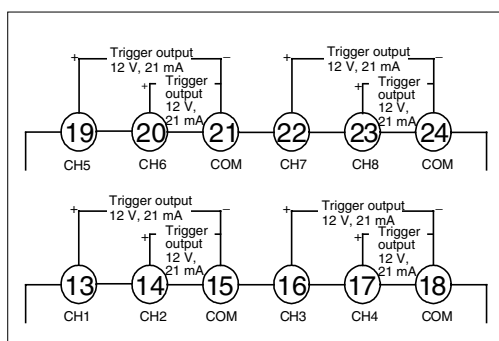 + Trigger output − + Trigger output −
12 V, 21 mA 12 V, 21 mA
+ Trigger output 12 V, 21 mA + Trigger output 12 V, 21 mA
19 20 21 22 23 24
CH5 CH6 COM CH7 CH8 COM
+ Trigger output − + Trigger output −
12 V, 21 mA 12 V, 21 mA
+ Trigger output 12 V, 21 mA + Trigger output 12 V, 21 mA
13 14 15 16 17 18
CH1 CH2 COM CH3 CH4 COM